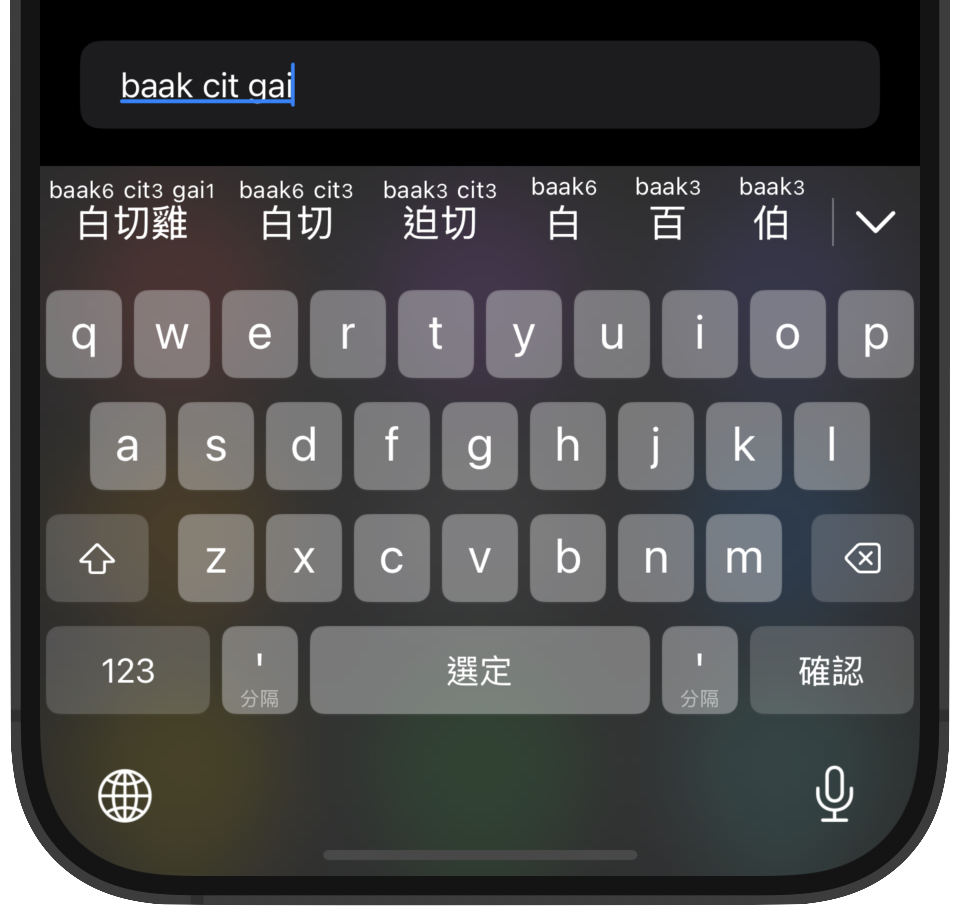 baak cit gai
baak6 cit3 gai1 baak6 cit3 baak3 cit3 baak6 baak3 baak3
白切雞 白切 迫切 白 百 伯
q w e r t y u i o p
a s d f g h j k l
z x c v b n m
123 ' 選定 ' 確認
分隔 分隔